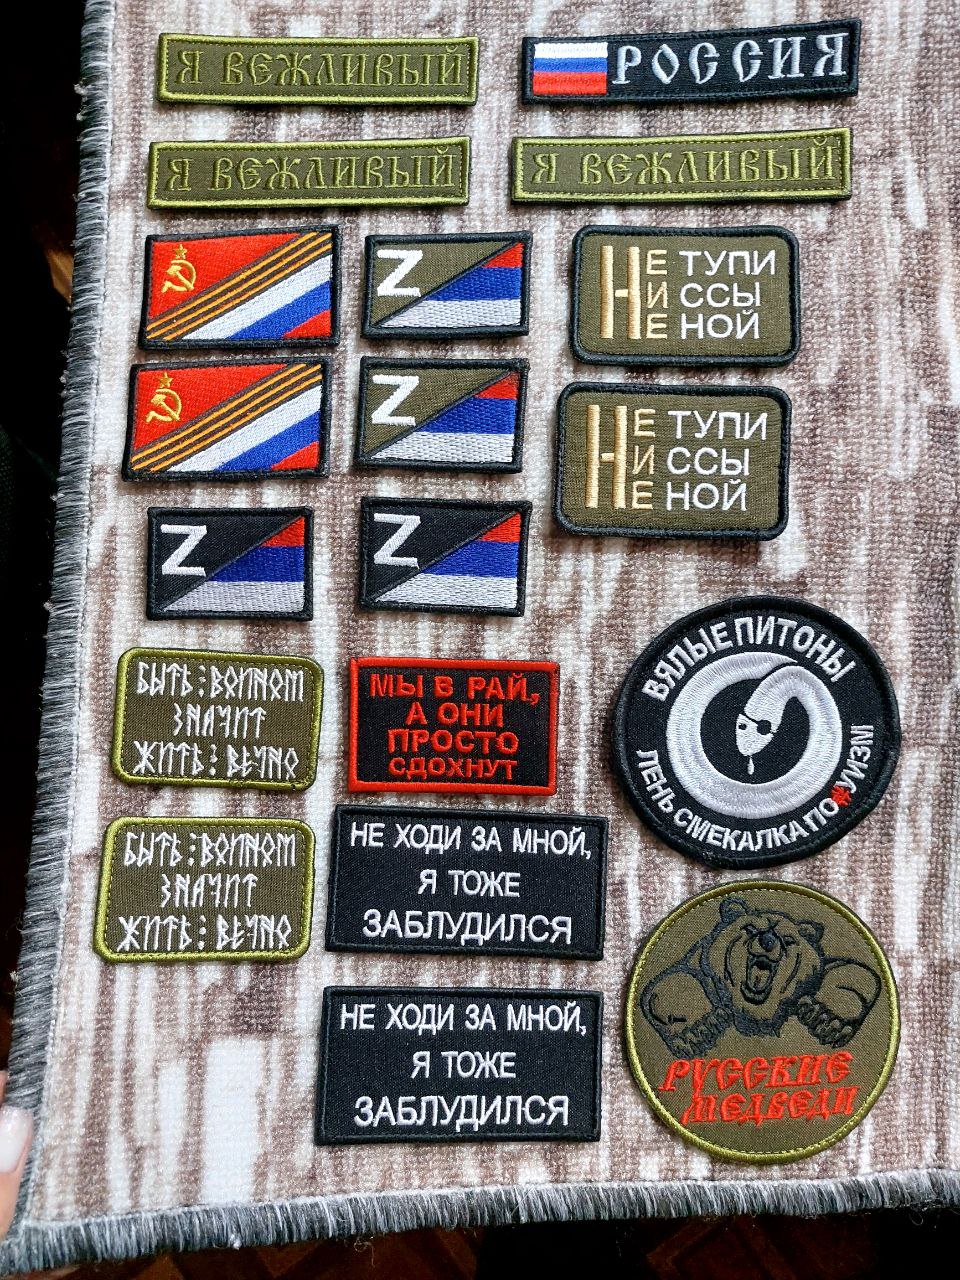 Я ВЕЖЛИВЫЙ
РОССИЯ
Я ВЕЖЛИВЫЙ
Я ВЕЖЛИВЫЙ
Z
НЕ ТУПИ
И ССЫ
Е НОЙ
Z
НЕ ТУПИ
И ССЫ
Е НОЙ
Z
Z
БЫТЬ:ВОИНОМ
ЗНАЧИТ
ЖИТЬ:ВЕЧНО
МЫ В РАЙ,
А ОНИ
ПРОСТО
СДОХНУТ
ВЯЛЫЕ ПИТОНЫ
ЛЕНЬ СМЕКАЛКА ПО*УИЗМ!
БЫТЬ:ВОИНОМ
ЗНАЧИТ
ЖИТЬ:ВЕЧНО
НЕ ХОДИ ЗА МНОЙ,
Я ТОЖЕ
ЗАБЛУДИЛСЯ
РУССКИЕ
МЕДВЕДИ
НЕ ХОДИ ЗА МНОЙ,
Я ТОЖЕ
ЗАБЛУДИЛСЯ